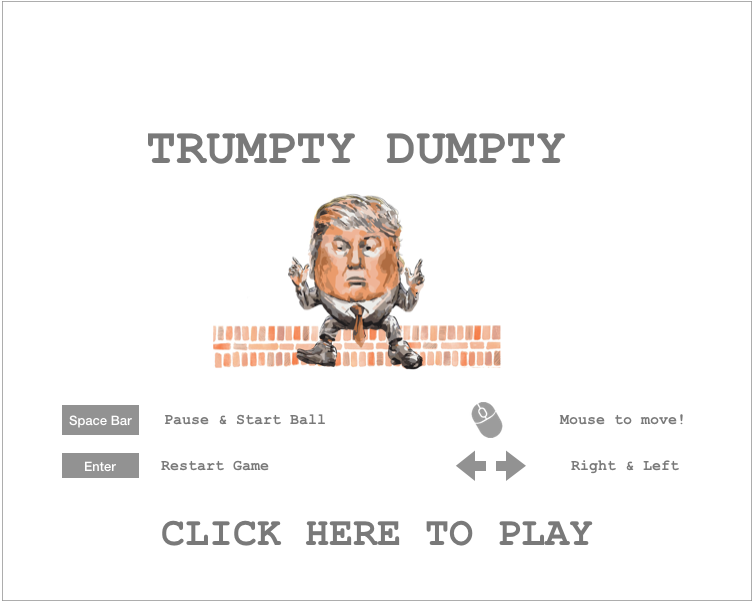 TRUMPTY DUMPTY
Space Bar Pause & Start Ball Mouse to move!
Enter Restart Game Right & Left
CLICK HERE TO PLAY